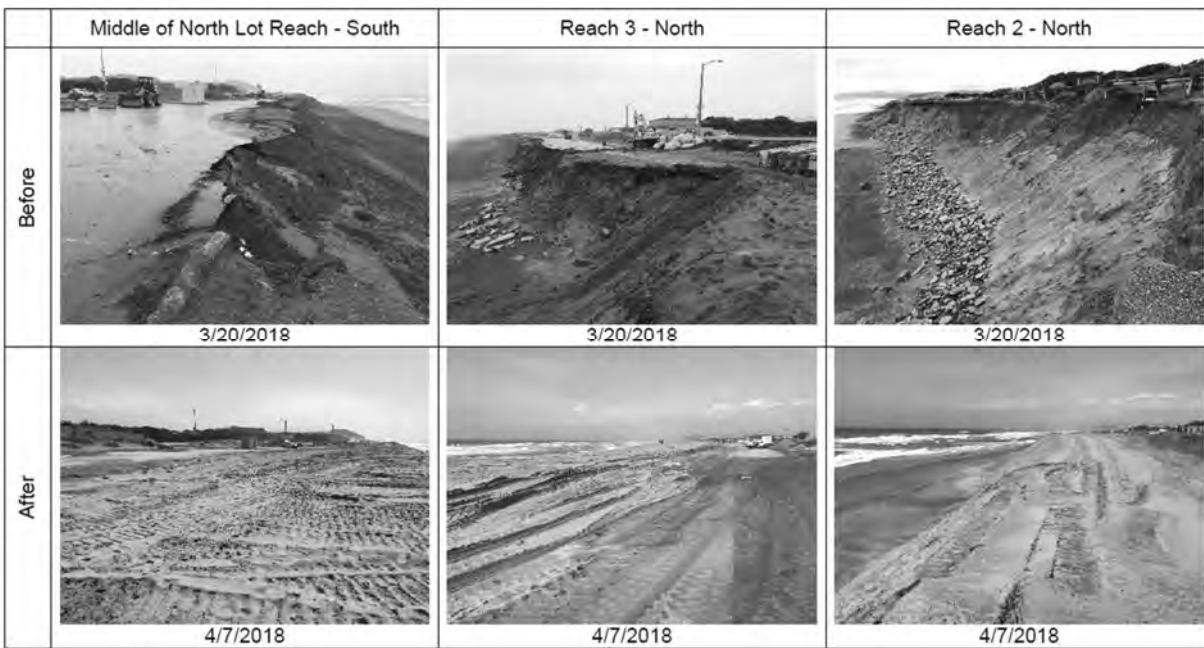 Middle of North Lot Reach - South
Reach 3 - North
Reach 2 - North
Before
3/20/2018
3/20/2018
3/20/2018
After
4/7/2018
4/7/2018
4/7/2018